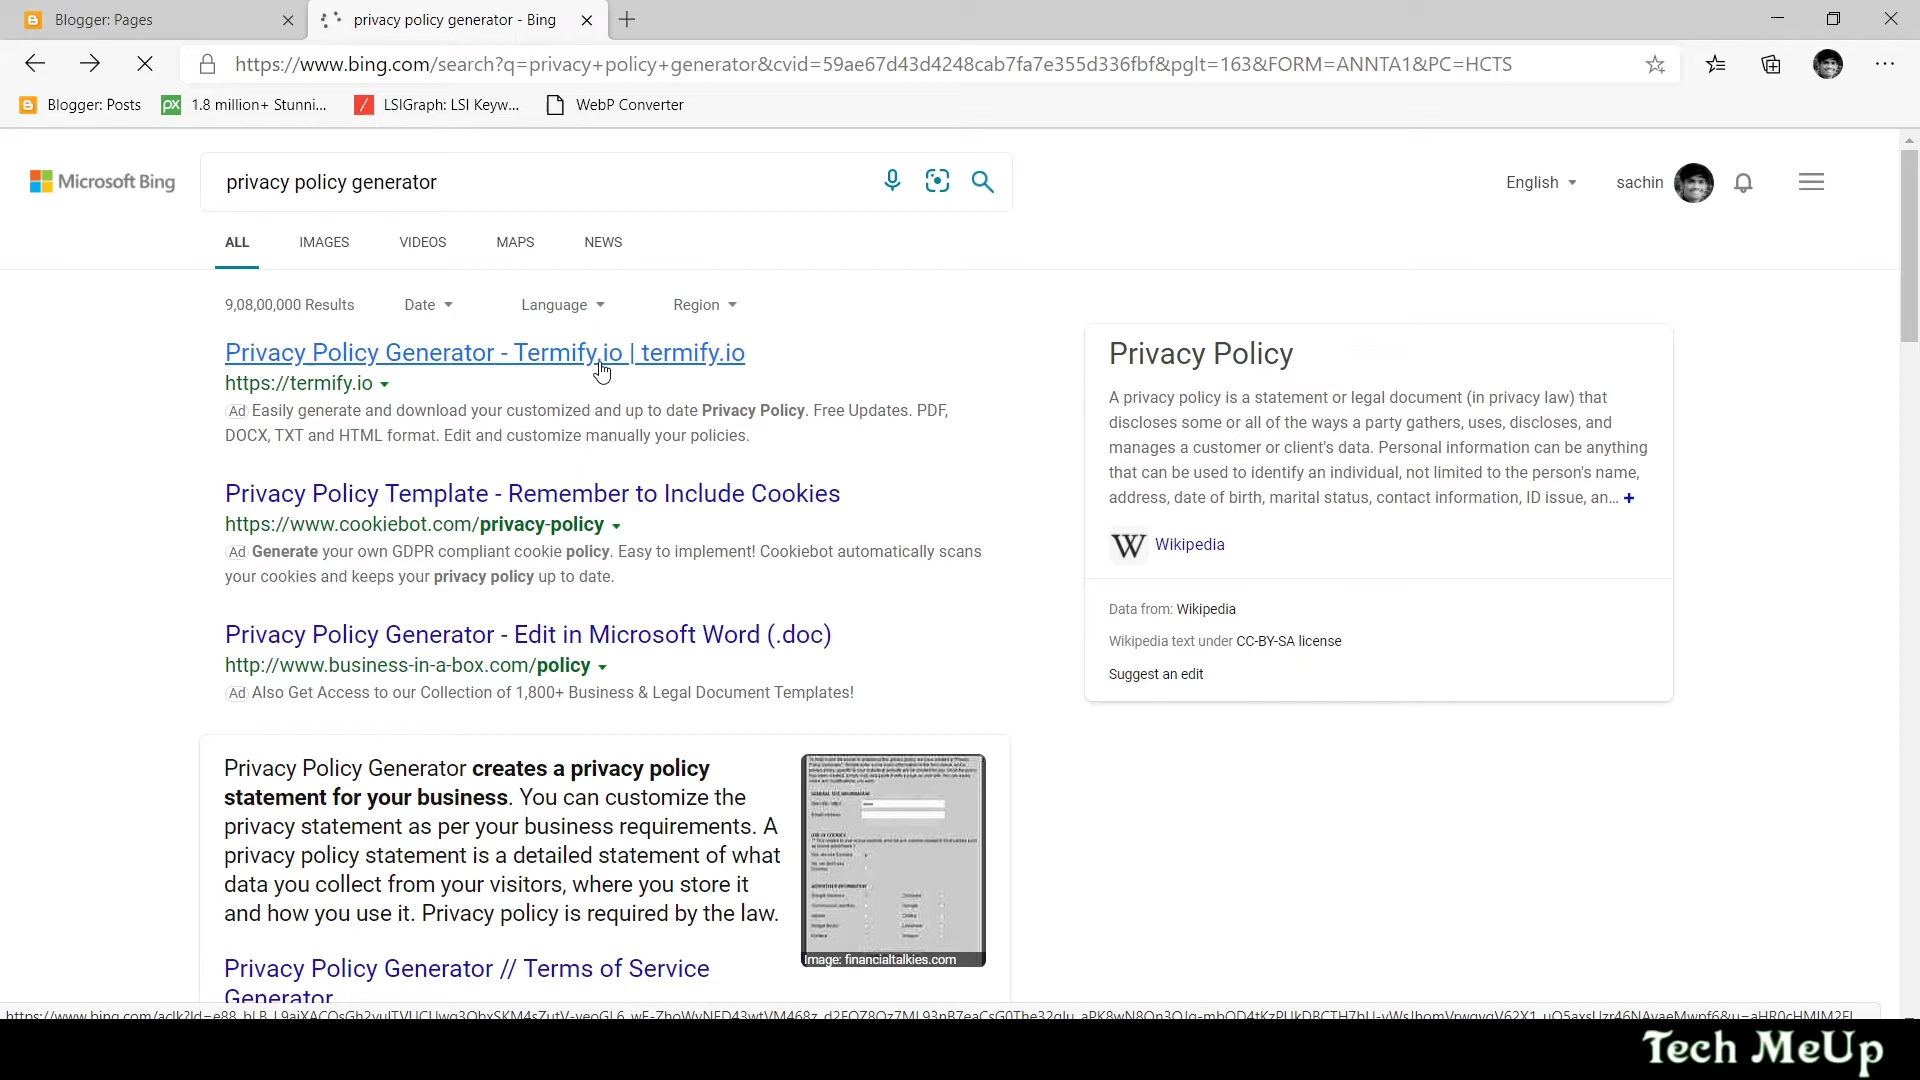 Blogger: Pages
privacy policy generator - Bing
https://www.bing.com/search?q=privacy+policy+generator&cvid=59ae67d43d4248cab7fa7e355d336fbf&pglt=163&FORM=ANNTA1&PC=HCTS
Blogger: Posts
px 1.8 million+ Stunni...
LSIGraph: LSI Keyw...
WebP Converter
Microsoft Bing
privacy policy generator
English
sachin
ALL IMAGES VIDEOS MAPS NEWS
9,08,00,000 Results Date Language Region
Privacy Policy Generator - Termify.io | termify.io
https://termify.io
Ad Easily generate and download your customized and up to date Privacy Policy. Free Updates. PDF,
DOCX, TXT and HTML format. Edit and customize manually your policies.
Privacy Policy Template - Remember to Include Cookies
https://www.cookiebot.com/privacy-policy
Ad Generate your own GDPR compliant cookie policy. Easy to implement! Cookiebot automatically scans
your cookies and keeps your privacy policy up to date.
Privacy Policy Generator - Edit in Microsoft Word (.doc)
http://www.business-in-a-box.com/policy
Ad Also Get Access to our Collection of 1,800+ Business & Legal Document Templates!
Privacy Policy Generator creates a privacy policy
statement for your business. You can customize the
privacy statement as per your business requirements. A
privacy policy statement is a detailed statement of what
data you collect from your visitors, where you store it
and how you use it. Privacy policy is required by the law.
Image: financialtalkies.com
Privacy Policy Generator // Terms of Service
Generator
Privacy Policy
A privacy policy is a statement or legal document (in privacy law) that
discloses some or all of the ways a party gathers, uses, discloses, and
manages a customer or client's data. Personal information can be anything
that can be used to identify an individual, not limited to the person's name,
address, date of birth, marital status, contact information, ID issue, an... +
W Wikipedia
Data from: Wikipedia
Wikipedia text under CC-BY-SA license
Suggest an edit
Tech MeUp